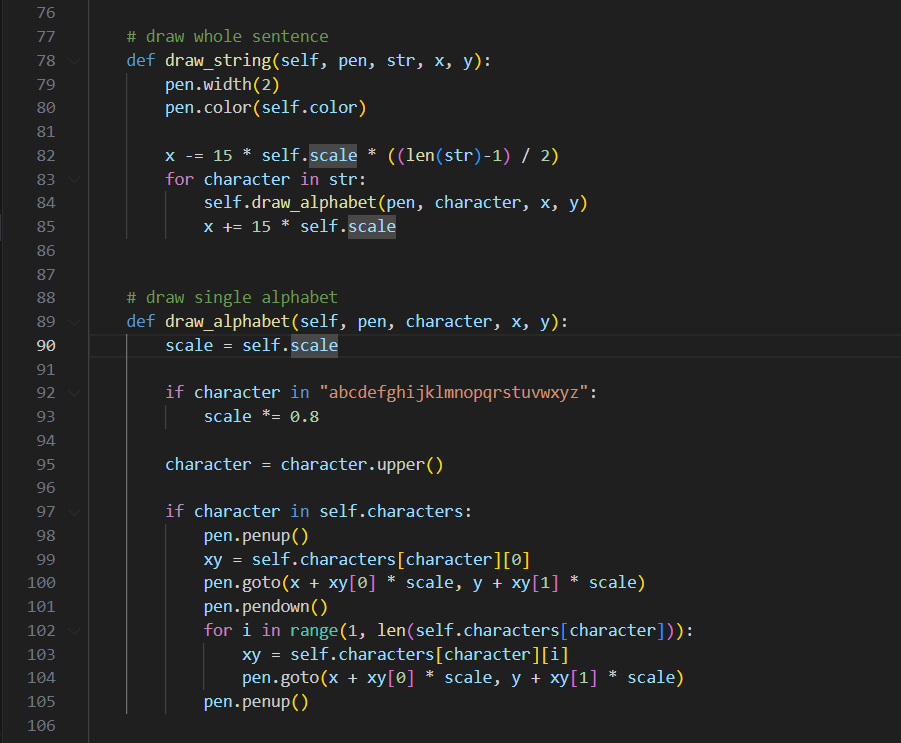 76
77 # draw whole sentence
78 def draw_string(self, pen, str, x, y):
79 pen.width(2)
80 pen.color(self.color)
81
82 x -= 15 * self.scale * ((len(str)-1) / 2)
83 for character in str:
84 self.draw_alphabet(pen, character, x, y)
85 x += 15 * self.scale
86
87
88 # draw single alphabet
89 def draw_alphabet(self, pen, character, x, y):
90 scale = self.scale
91
92 if character in "abcdefghijklmnopqrstuvwxyz":
93 scale *= 0.8
94
95 character = character.upper()
96
97 if character in self.characters:
98 pen.penup()
99 xy = self.characters[character][0]
100 pen.goto(x + xy[0] * scale, y + xy[1] * scale)
101 pen.pendown()
102 for i in range(1, len(self.characters[character])):
103 xy = self.characters[character][i]
104 pen.goto(x + xy[0] * scale, y + xy[1] * scale)
105 pen.penup()
106